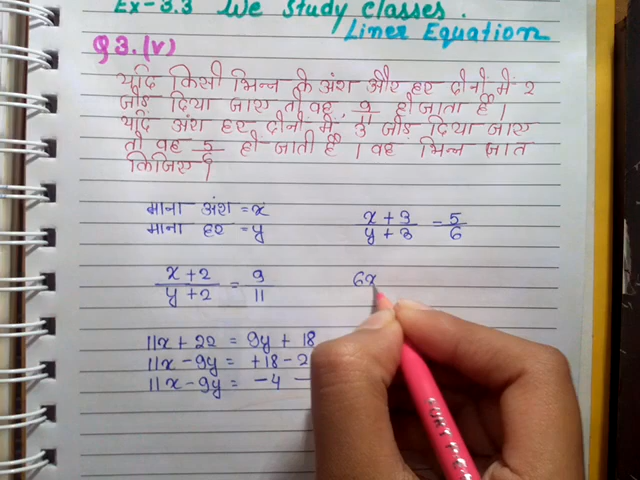 Ex-3.3 We Study Classes.
Liner Equation
Q3.(v)
यदि किसी भिन्न के अंश और हर दोनों में 2
जोड़ दिया जाए तो वह 9/11 हो जाता है।
यदि अंश हर दोनों में 3 जोड़ दिया जाए
तो वह 5/6 हो जाती है। वह भिन्न ज्ञात
किजिए।
माना अंश = x
माना हर = y
x + 3 / y + 3 = 5 / 6
x + 2 / y + 2 = 9 / 11
6x
11x + 22 = 9y + 18
11x - 9y = +18 - 2
11x - 9y = - 4 -